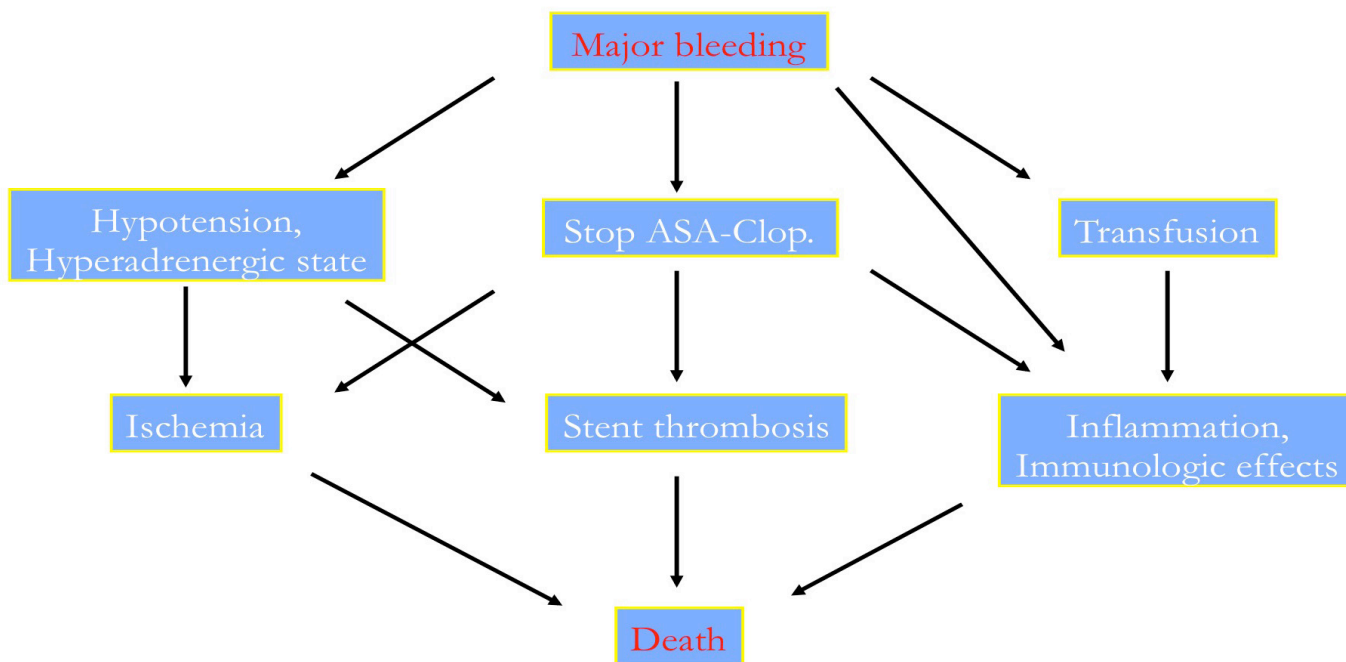 Major bleeding
Hypotension,
Hyperadrenergic state
Stop ASA-Clop.
Transfusion
Ischemia
Stent thrombosis
Inflammation,
Immunologic effects
Death